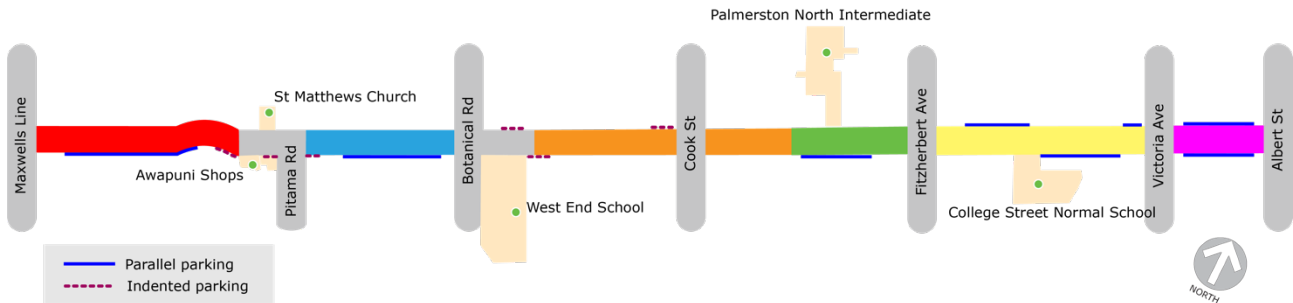 Palmerston North Intermediate
St Matthews Church
Maxwells Line
Awapuni Shops
Pitama Rd
Botanical Rd
West End School
Cook St
Fitzherbert Ave
College Street Normal School
Victoria Ave
Albert St
Parallel parking
Indented parking
NORTH